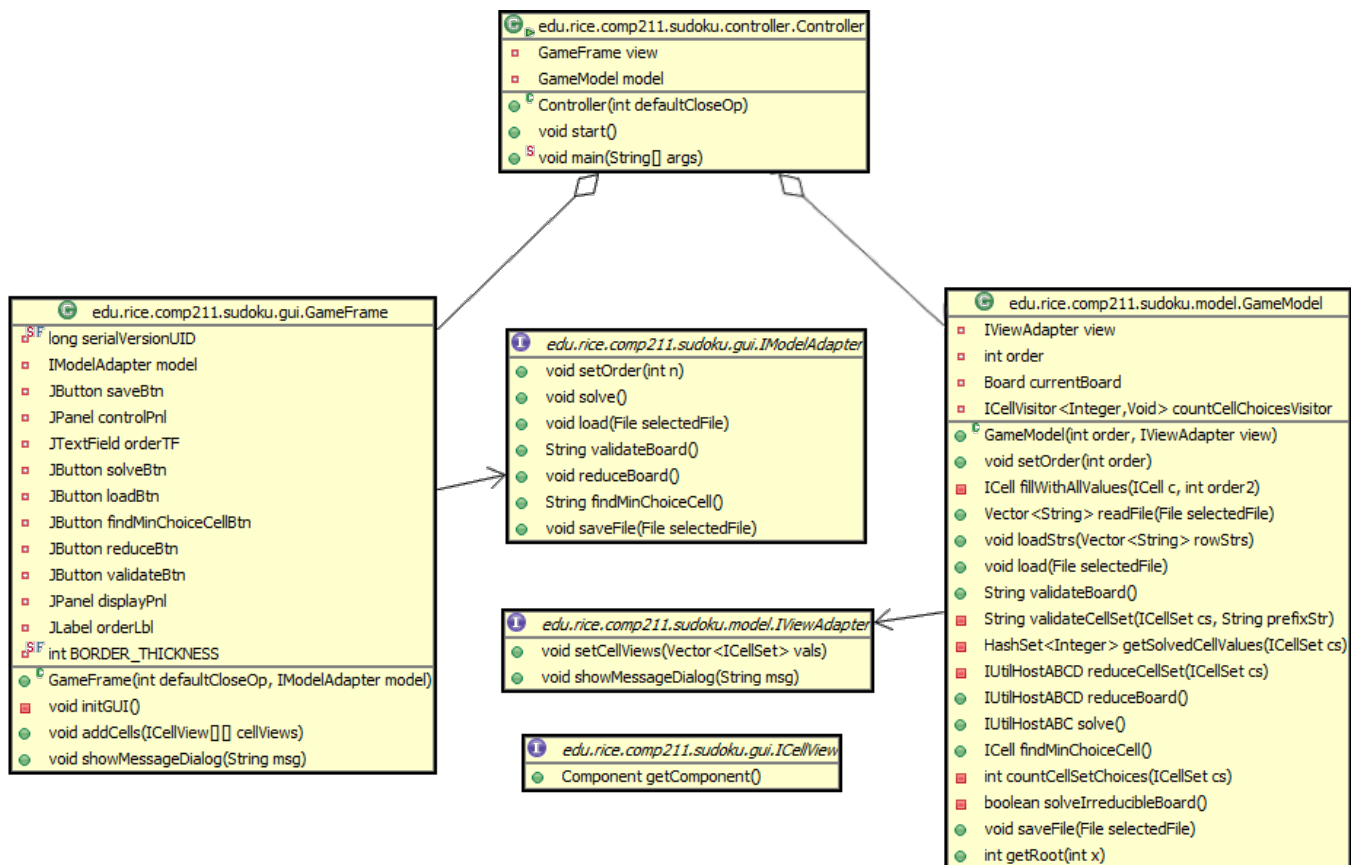 edu.rice.comp211.sudoku.controller.Controller
GameFrame view
GameModel model
Controller(int defaultCloseOp)
void start()
void main(String[] args)
edu.rice.comp211.sudoku.gui.GameFrame
long serialVersionUID
IModelAdapter model
JButton saveBtn
JPanel controlPnl
JTextField orderTF
JButton solveBtn
JButton loadBtn
JButton findMinChoiceCellBtn
JButton reduceBtn
JButton validateBtn
JPanel displayPnl
JLabel orderLbl
int BORDER_THICKNESS
GameFrame(int defaultCloseOp, IModelAdapter model)
void initGUI()
void addCells(ICellView[][] cellViews)
void showMessageDialog(String msg)
edu.rice.comp211.sudoku.gui.IModelAdapter
void setOrder(int n)
void solve()
void load(File selectedFile)
String validateBoard()
void reduceBoard()
String findMinChoiceCell()
void saveFile(File selectedFile)
edu.rice.comp211.sudoku.model.IViewAdapter
void setCellViews(Vector<ICellSet> vals)
void showMessageDialog(String msg)
edu.rice.comp211.sudoku.gui.ICellView
Component getComponent()
edu.rice.comp211.sudoku.model.GameModel
IViewAdapter view
int order
Board currentBoard
ICellVisitor<Integer,Void> countCellChoicesVisitor
GameModel(int order, IViewAdapter view)
void setOrder(int order)
ICell fillWithAllValues(ICell c, int order2)
Vector<String> readFile(File selectedFile)
void loadStrs(Vector<String> rowStrs)
void load(File selectedFile)
String validateBoard()
String validateCellSet(ICellSet cs, String prefixStr)
HashSet<Integer> getSolvedCellValues(ICellSet cs)
IUtilHostABCD reduceCellSet(ICellSet cs)
IUtilHostABCD reduceBoard()
IUtilHostABC solve()
ICell findMinChoiceCell()
int countCellSetChoices(ICellSet cs)
boolean solveIrreducibleBoard()
void saveFile(File selectedFile)
int getRoot(int x)